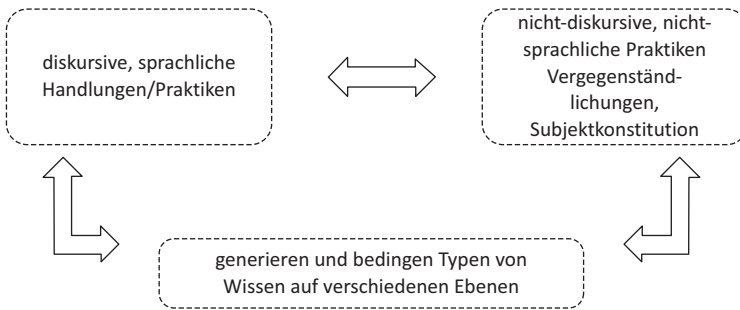 diskursive, sprachliche
Handlungen/Praktiken
nicht-diskursive, nicht-
sprachliche Praktiken
Vergegenständ-
lichungen,
Subjektkonstitution
generieren und bedingen Typen von
Wissen auf verschiedenen Ebenen